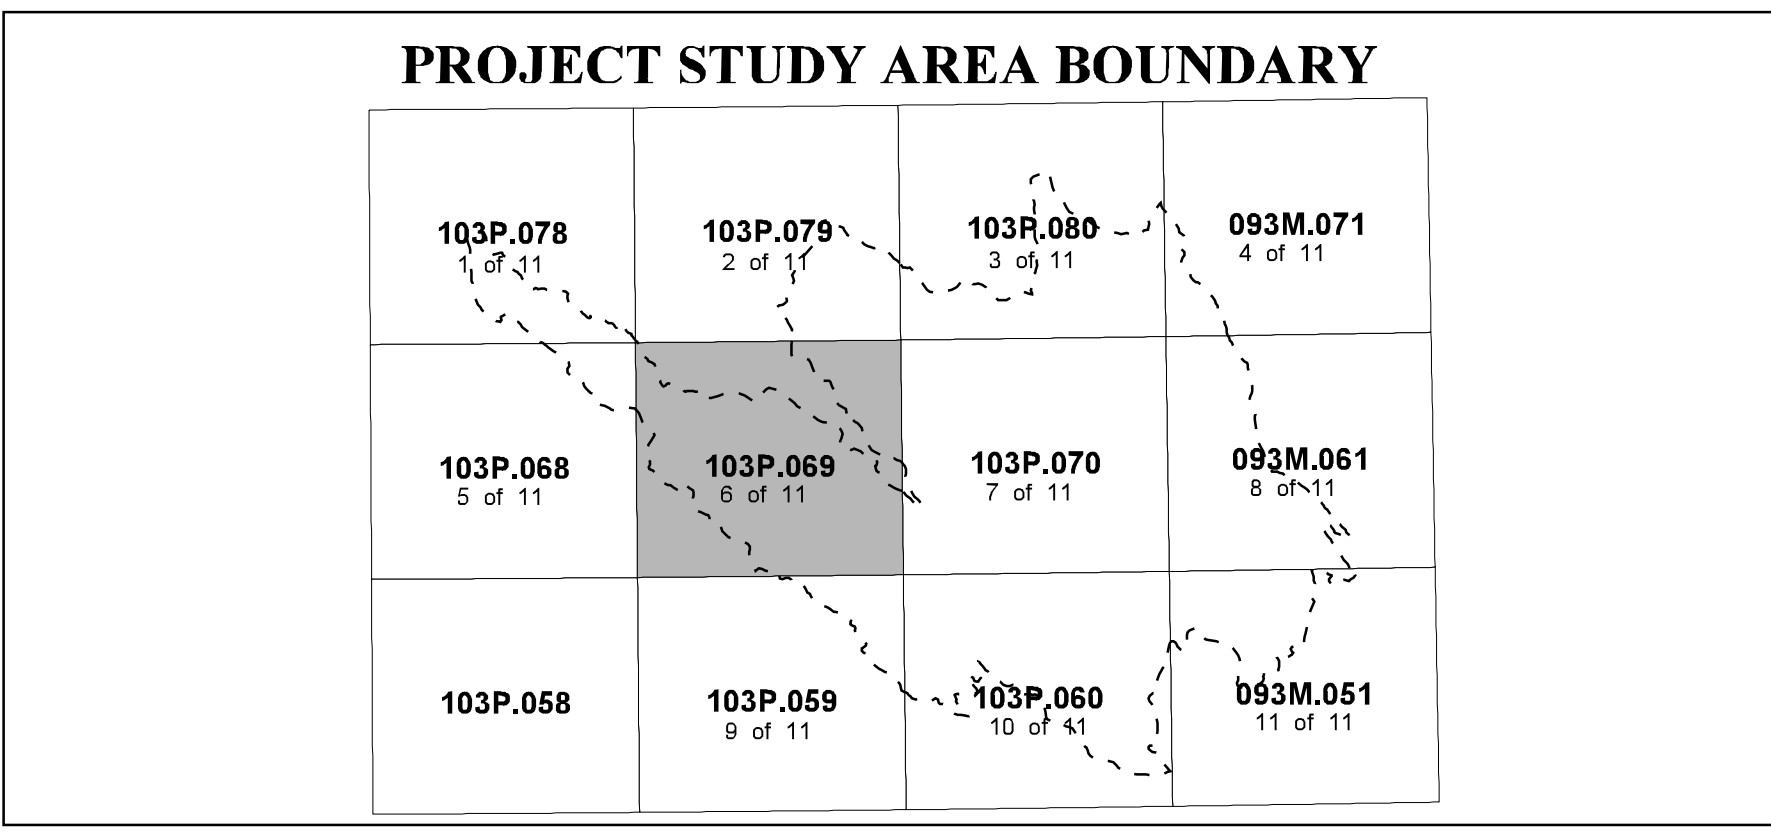 PROJECT STUDY AREA BOUNDARY
103P.078
1 of 11
103P.079
2 of 11
103P.080
3 of 11
093M.071
4 of 11
103P.068
5 of 11
103P.069
6 of 11
103P.070
7 of 11
093M.061
8 of 11
103P.058
103P.059
9 of 11
103P.060
10 of 11
093M.051
11 of 11